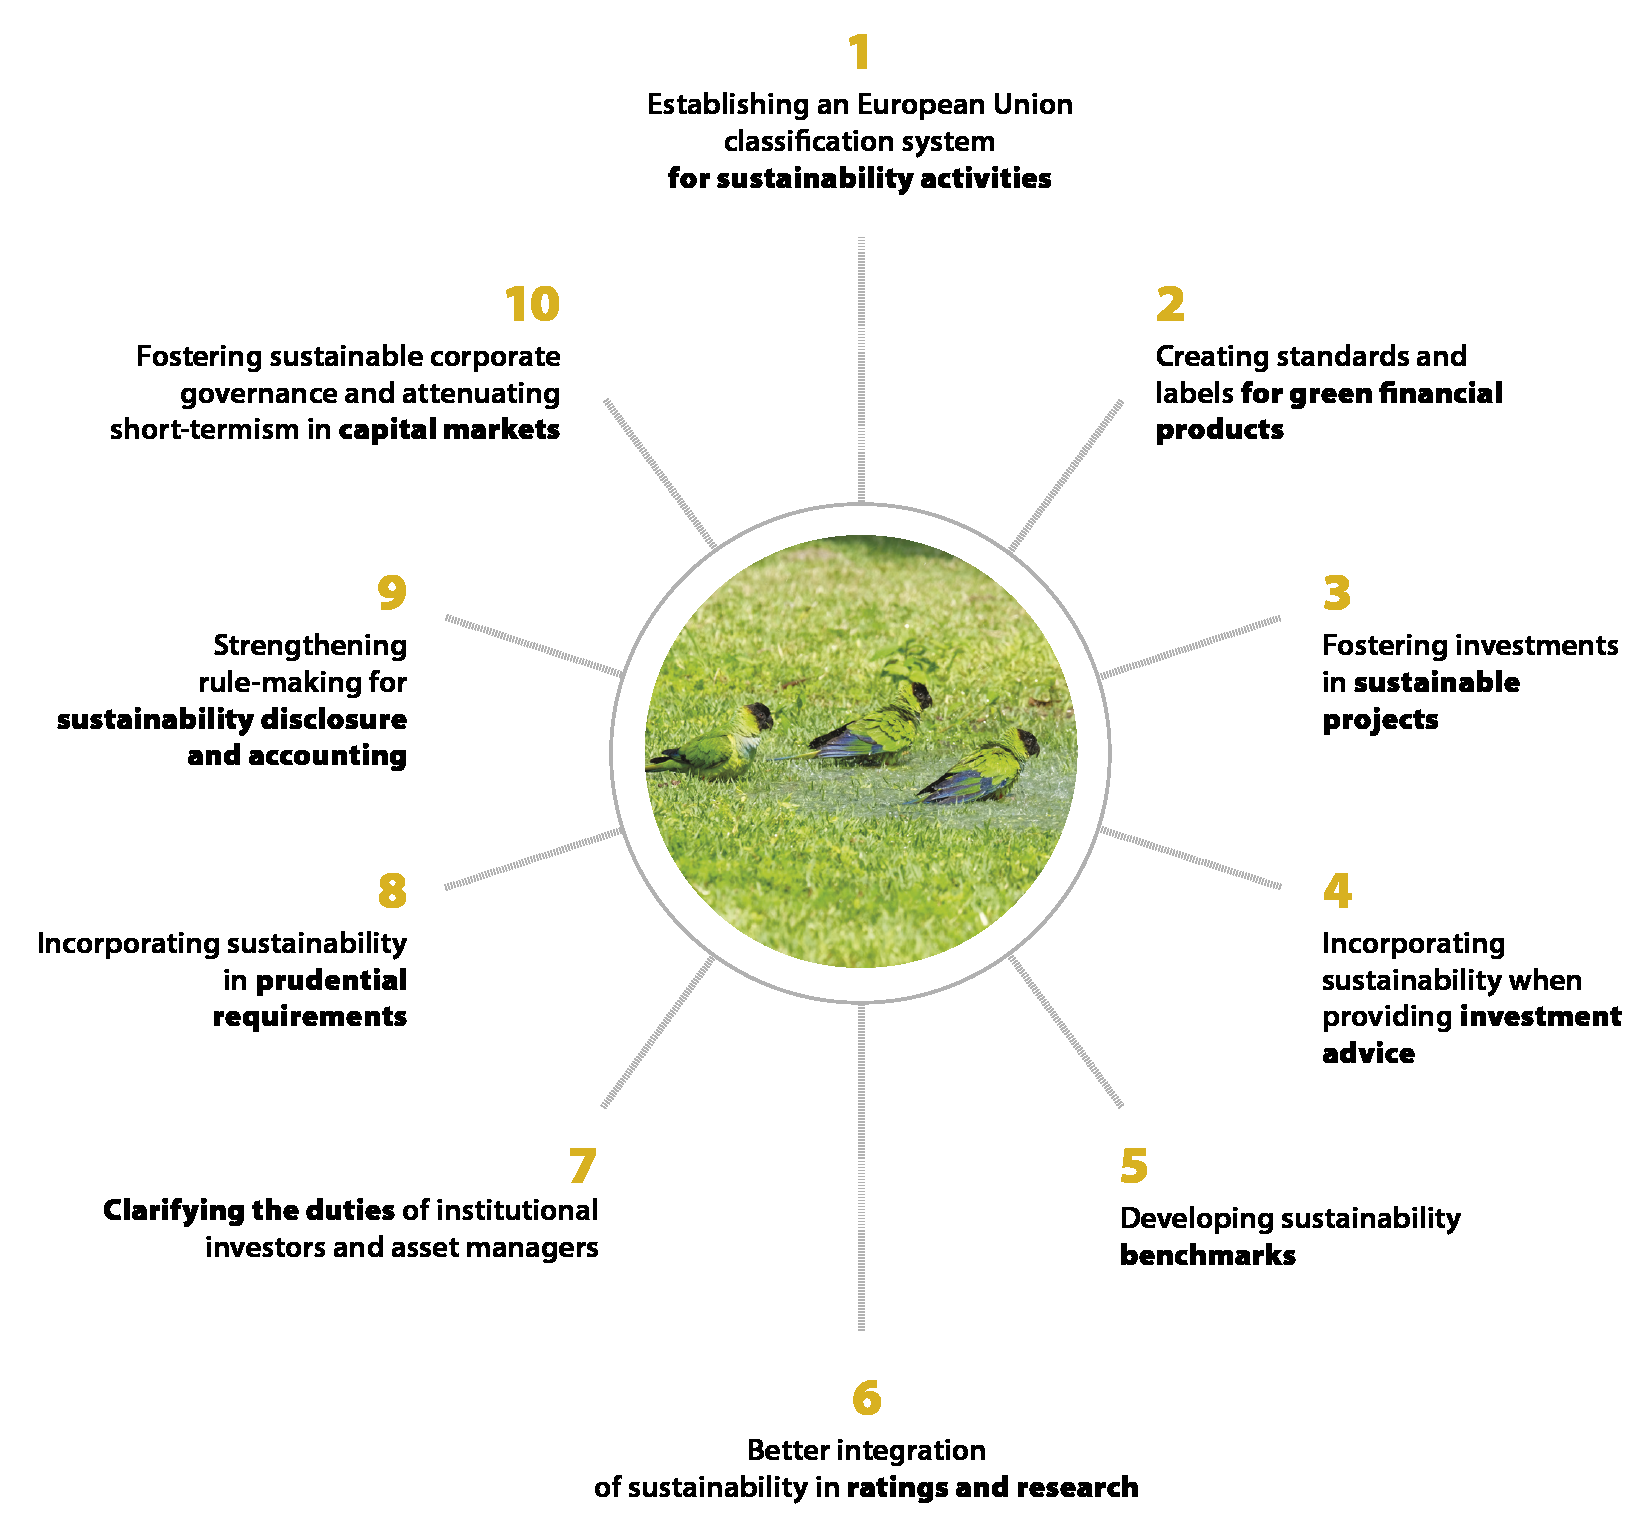 1
Establishing an European Union
classification system
for sustainability activities
2
Creating standards and
labels for green financial
products
3
Fostering investments
in sustainable
projects
4
Incorporating
sustainability when
providing investment
advice
5
Developing sustainability
benchmarks
6
Better integration
of sustainability in ratings and research
7
Clarifying the duties of institutional
investors and asset managers
8
Incorporating sustainability
in prudential
requirements
9
Strengthening
rule-making for
sustainability disclosure
and accounting
10
Fostering sustainable corporate
governance and attenuating
short-termism in capital markets